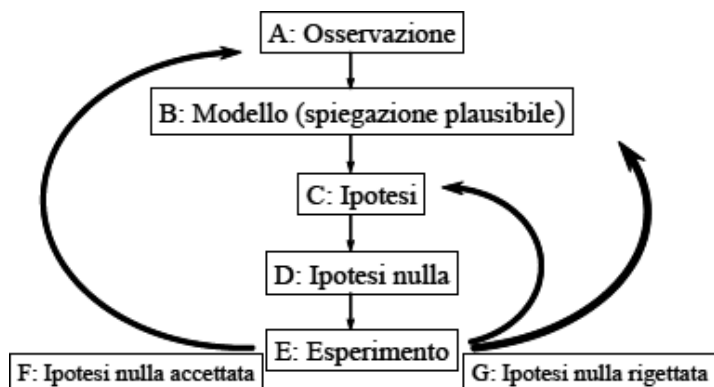 A: Osservazione
B: Modello (spiegazione plausibile)
C: Ipotesi
D: Ipotesi nulla
E: Esperimento
F: Ipotesi nulla accettata
G: Ipotesi nulla rigettata